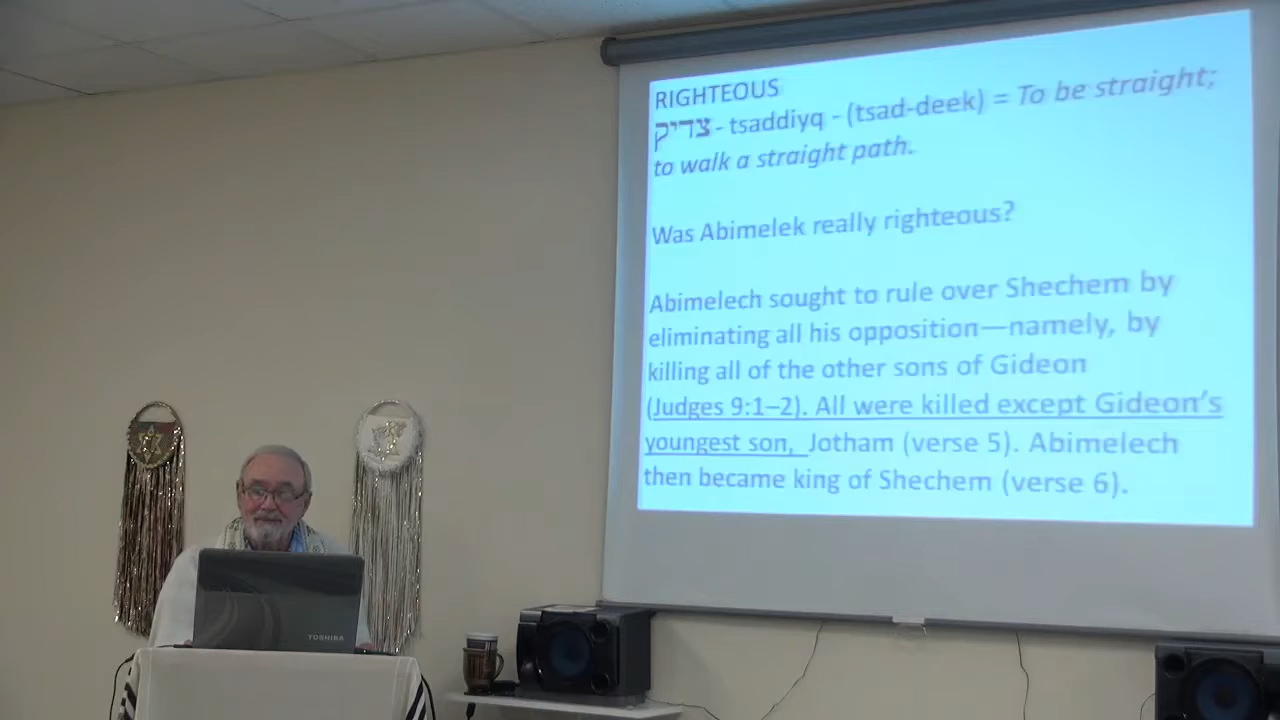 RIGHTEOUS
צדיק - tsaddiyq - (tsad-deek) = To be straight;
to walk a straight path.
Was Abimelek really righteous?
Abimelech sought to rule over Shechem by
eliminating all his opposition—namely, by
killing all of the other sons of Gideon
(Judges 9:1–2). All were killed except Gideon's
youngest son, Jotham (verse 5). Abimelech
then became king of Shechem (verse 6).
TOSHIBA